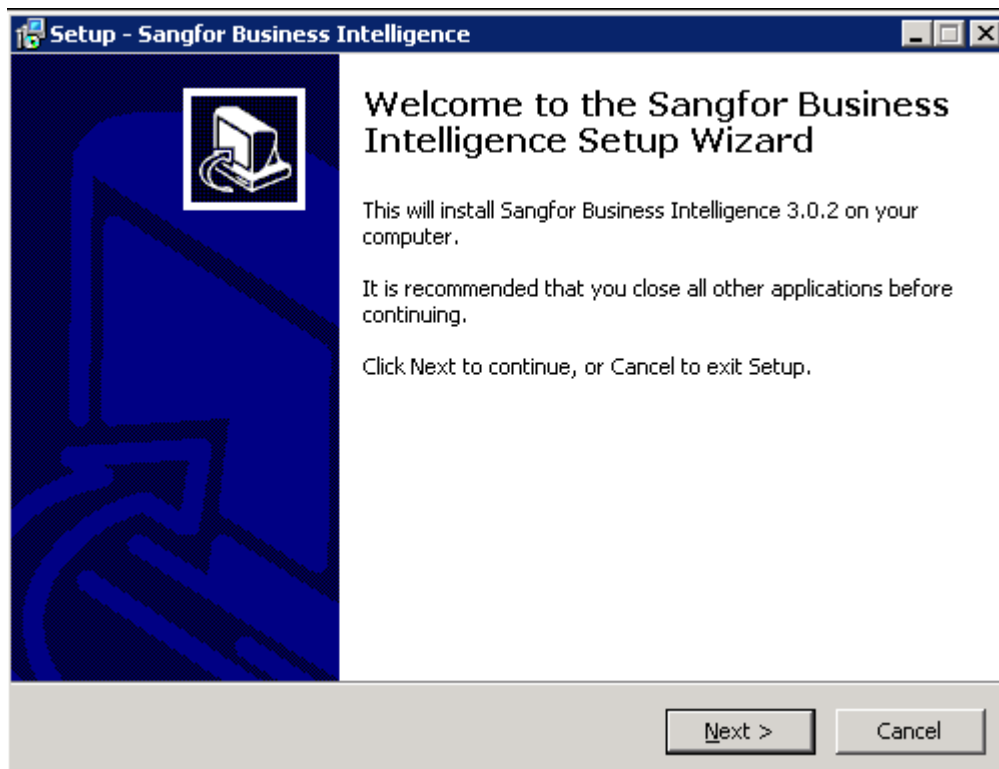 Setup - Sangfor Business Intelligence
Welcome to the Sangfor Business
Intelligence Setup Wizard
This will install Sangfor Business Intelligence 3.0.2 on your
computer.
It is recommended that you close all other applications before
continuing.
Click Next to continue, or Cancel to exit Setup.
Next >
Cancel